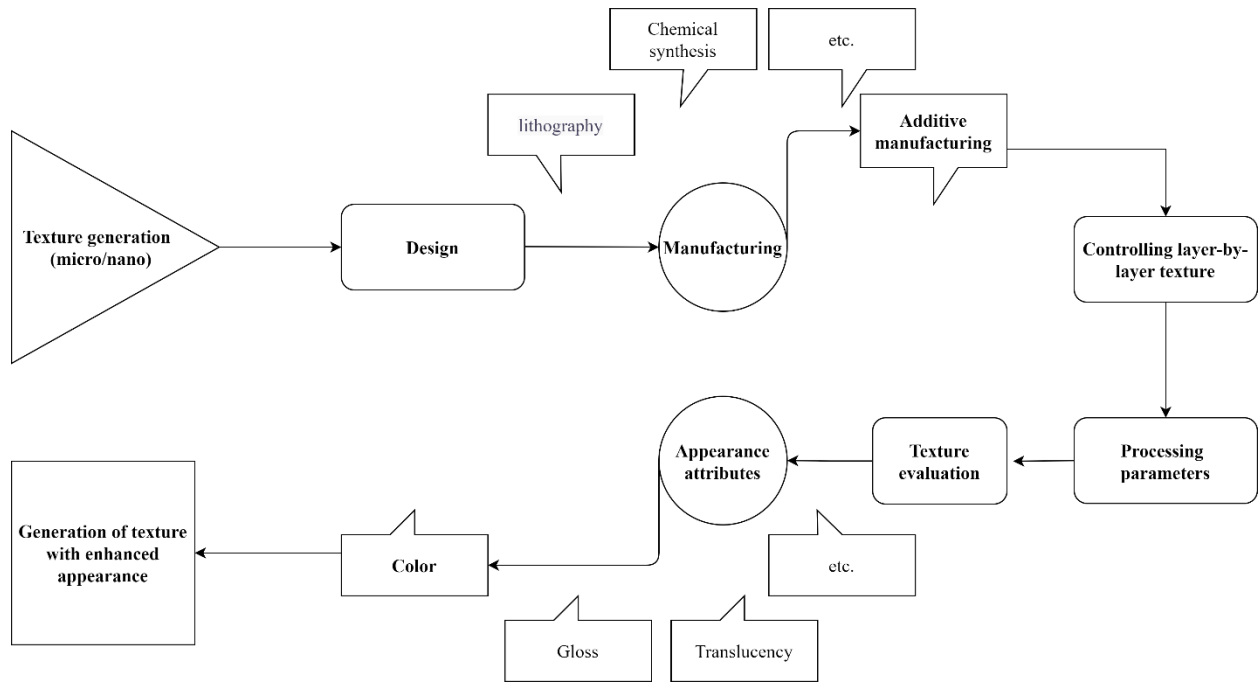 Chemical
synthesis
etc.
lithography
Additive
manufacturing
Texture generation
(micro/nano)
Design
Manufacturing
Controlling layer-by-
layer texture
Appearance
attributes
Texture
evaluation
Processing
parameters
Generation of texture
with enhanced
appearance
Color
etc.
Gloss
Translucency